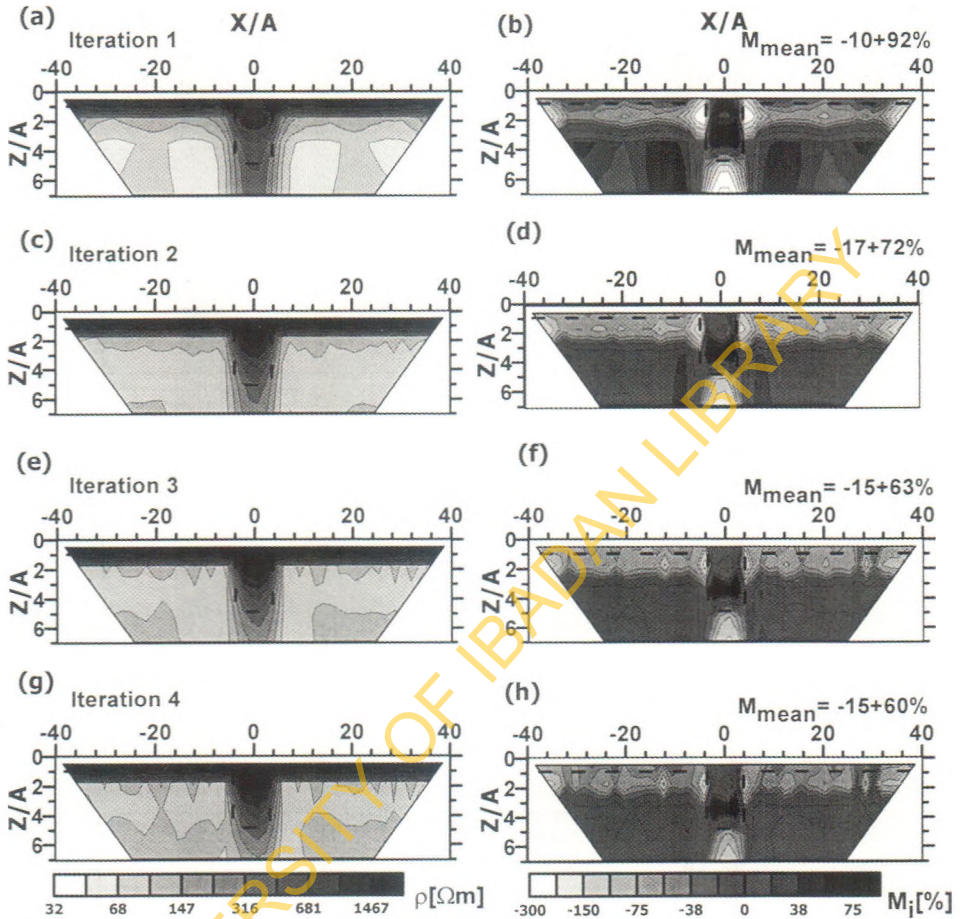 (a) X/A
Iteration 1
-40 -20 0 20 40
0
2
4
6
Z/A
(b) X/A
M mean = -10+92%
-40 -20 0 20 40
0
2
4
6
Z/A
(c)
Iteration 2
-40 -20 0 20 40
0
2
4
6
Z/A
(d)
M mean = -17+72%
-40 -20 0 20 40
0
2
4
6
Z/A
(e)
Iteration 3
-40 -20 0 20 40
0
2
4
6
Z/A
(f)
M mean = -15+63%
-40 -20 0 20 40
0
2
4
6
Z/A
(g)
Iteration 4
-40 -20 0 20 40
0
2
4
6
Z/A
(h)
M mean = -15+60%
-40 -20 0 20 40
0
2
4
6
Z/A
32 68 147 316 681 1467 ρ[Ωm]
-300 -150 -75 -38 0 38 75 Mi[%]
ERSITY OF IBADAN LIBRARY